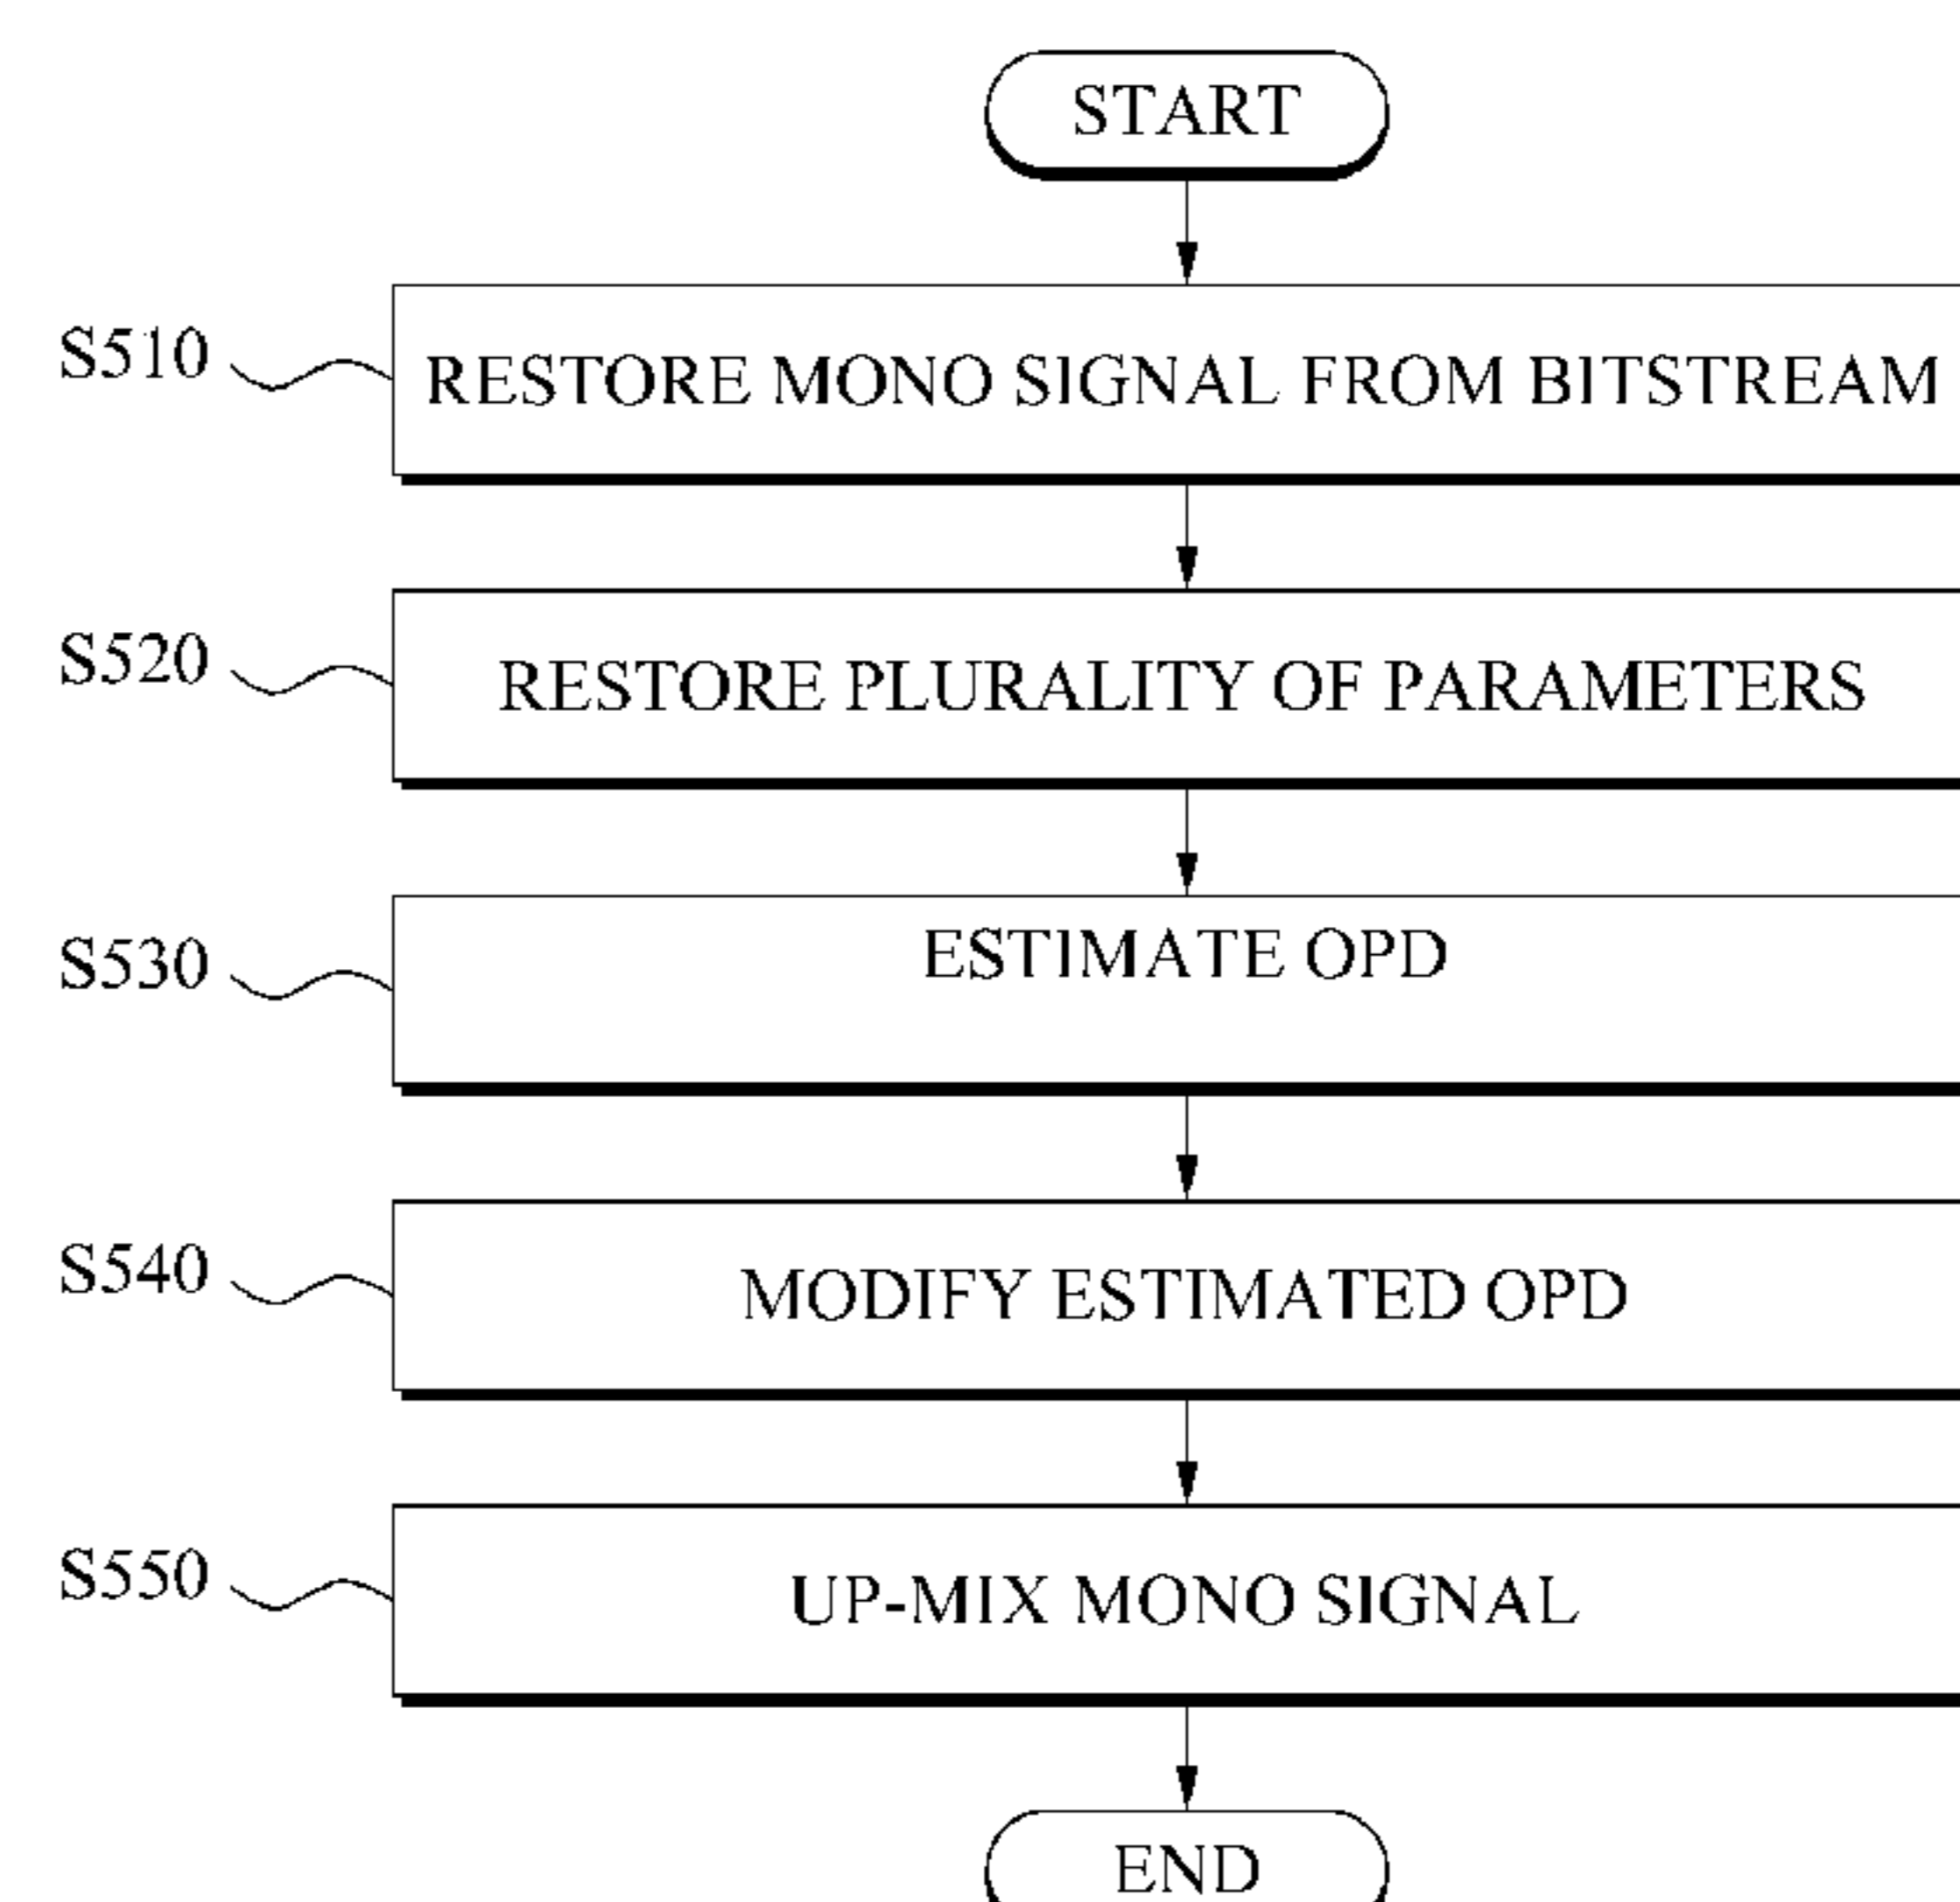 START
S510
RESTORE MONO SIGNAL FROM BITSTREAM
S520
RESTORE PLURALITY OF PARAMETERS
S530
ESTIMATE OPD
S540
MODIFY ESTIMATED OPD
S550
UP-MIX MONO SIGNAL
END